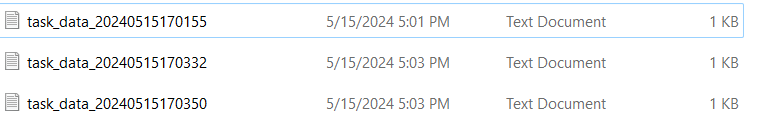 task_data_20240515170155 5/15/2024 5:01 PM Text Document 1 KB
task_data_20240515170332 5/15/2024 5:03 PM Text Document 1 KB
task_data_20240515170350 5/15/2024 5:03 PM Text Document 1 KB